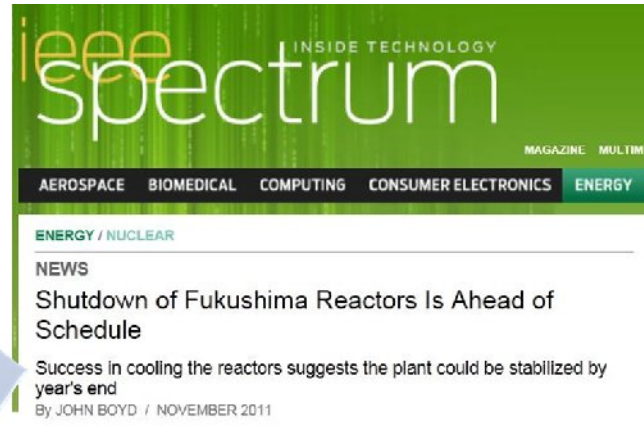 ieee
INSIDE TECHNOLOGY
spectrum
MAGAZINE MULTIM
AEROSPACE BIOMEDICAL COMPUTING CONSUMER ELECTRONICS ENERGY
ENERGY / NUCLEAR
NEWS
Shutdown of Fukushima Reactors Is Ahead of
Schedule
Success in cooling the reactors suggests the plant could be stabilized by
year's end
By JOHN BOYD / NOVEMBER 2011